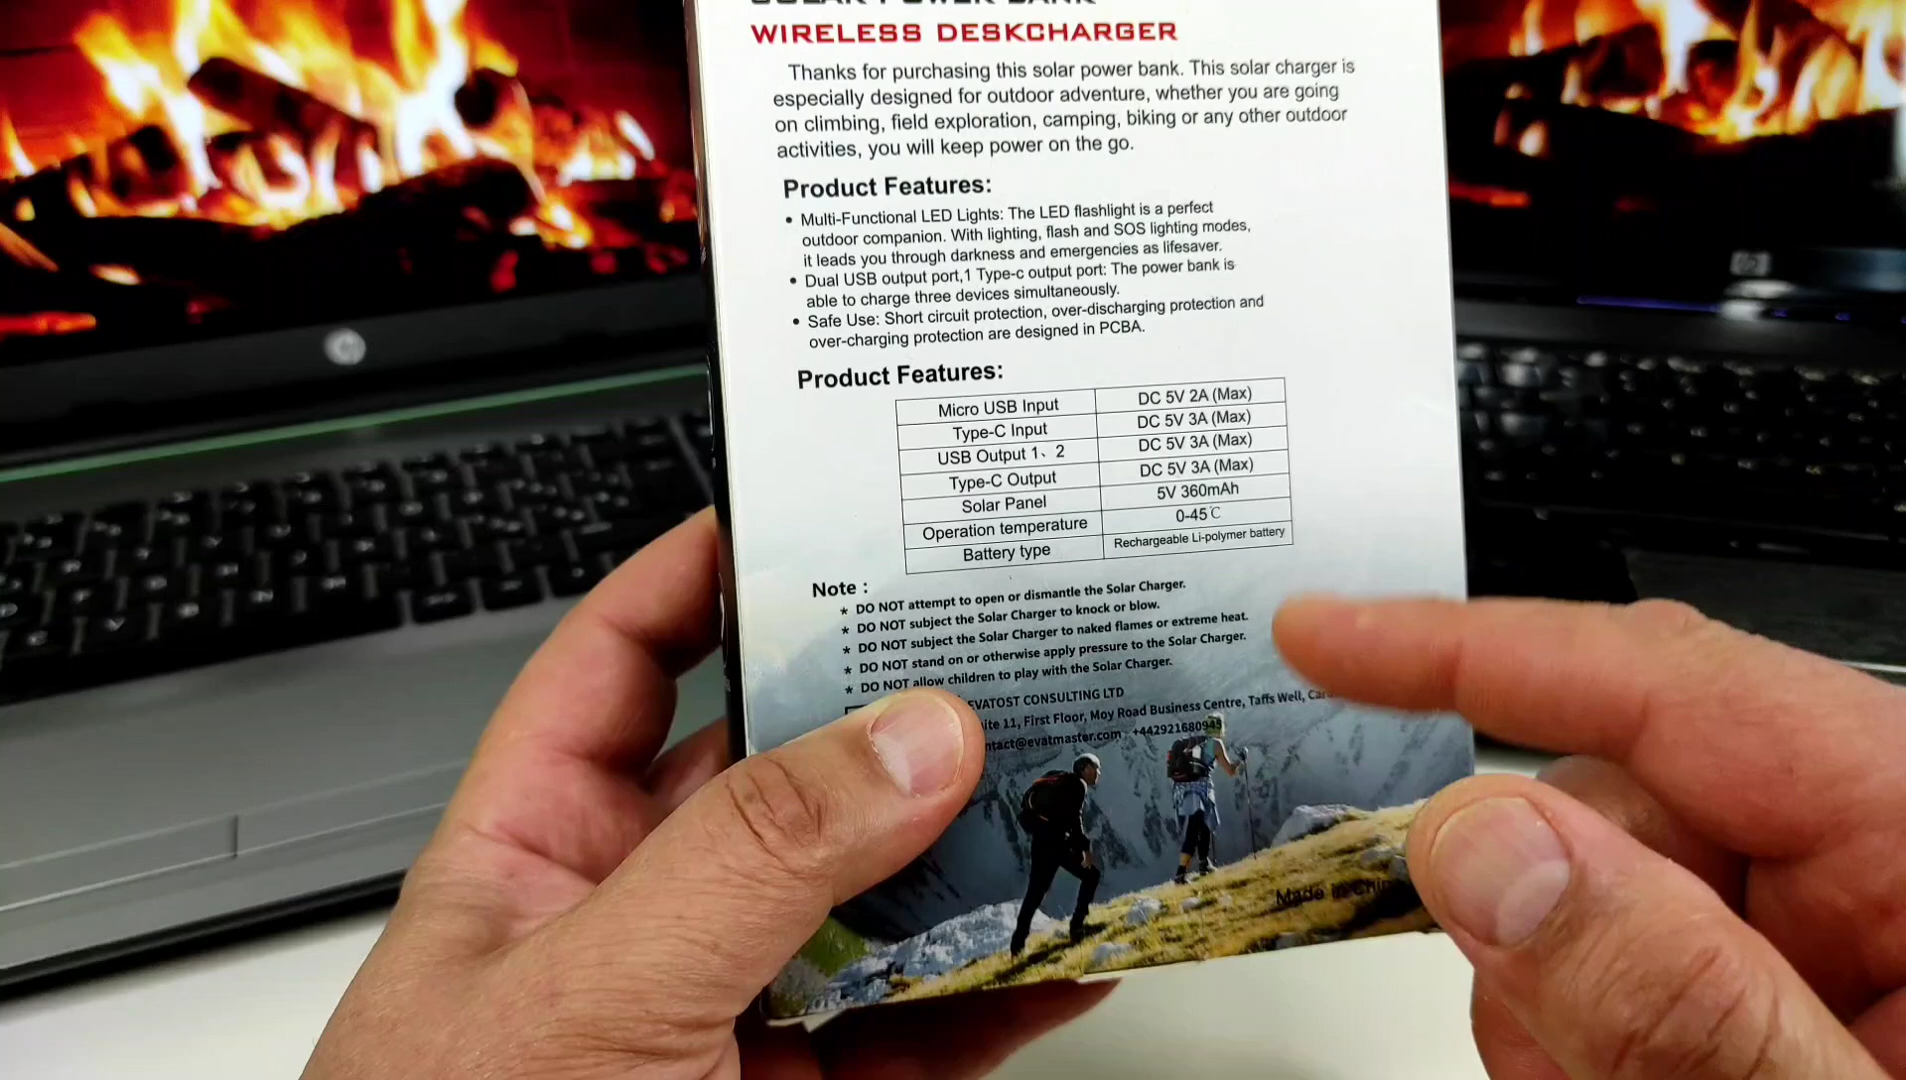 SOLAR POWER BANK
WIRELESS DESKCHARGER
Thanks for purchasing this solar power bank. This solar charger is
especially designed for outdoor adventure, whether you are going
on climbing, field exploration, camping, biking or any other outdoor
activities, you will keep power on the go.
Product Features:
• Multi-Functional LED Lights: The LED flashlight is a perfect
outdoor companion. With lighting, flash and SOS lighting modes,
it leads you through darkness and emergencies as lifesaver.
• Dual USB output port,1 Type-c output port: The power bank is
able to charge three devices simultaneously.
• Safe Use: Short circuit protection, over-discharging protection and
over-charging protection are designed in PCBA.
Product Features:
Micro USB Input DC 5V 2A (Max)
Type-C Input DC 5V 3A (Max)
USB Output 1、2 DC 5V 3A (Max)
Type-C Output DC 5V 3A (Max)
Solar Panel 5V 360mAh
Operation temperature 0-45℃
Battery type Rechargeable Li-polymer battery
Note :
* DO NOT attempt to open or dismantle the Solar Charger.
* DO NOT subject the Solar Charger to knock or blow.
* DO NOT subject the Solar Charger to naked flames or extreme heat.
* DO NOT stand on or otherwise apply pressure to the Solar Charger.
* DO NOT allow children to play with the Solar Charger.
EVATOST CONSULTING LTD
11, First Floor, Moy Road Business Centre, Taffs Well,
ntact@evatmaster.com +442921680945
Made in
hp
hp